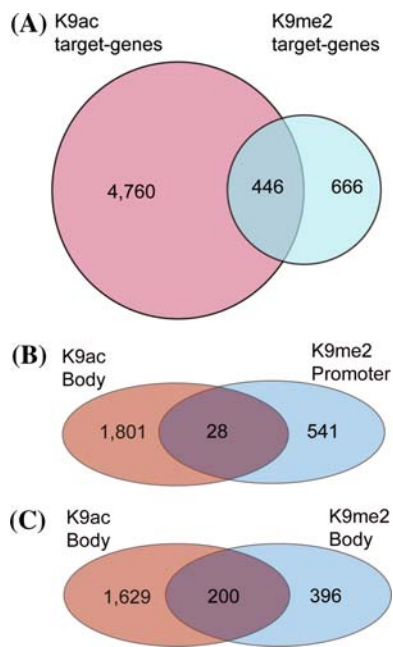 (A) K9ac target-genes K9me2 target-genes
4,760 446 666
(B) K9ac Body K9me2 Promoter
1,801 28 541
(C) K9ac Body K9me2 Body
1,629 200 396